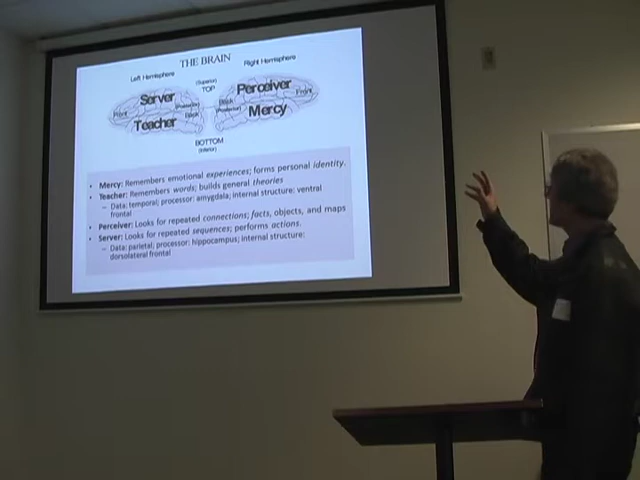 THE BRAIN
Left Hemisphere
Right Hemisphere
(Superior)
TOP
Server
Perceiver
Front
Back
Back
Front
(Posterior)
(Posterior)
Teacher
Mercy
BOTTOM
(Inferior)
• Mercy: Remembers emotional experiences; forms personal identity.
• Teacher: Remembers words; builds general theories
– Data: temporal; processor: amygdala; internal structure: ventral
frontal
• Perceiver: Looks for repeated connections; facts, objects, and maps
• Server: Looks for repeated sequences; performs actions.
– Data: parietal; processor: hippocampus; internal structure:
dorsolateral frontal